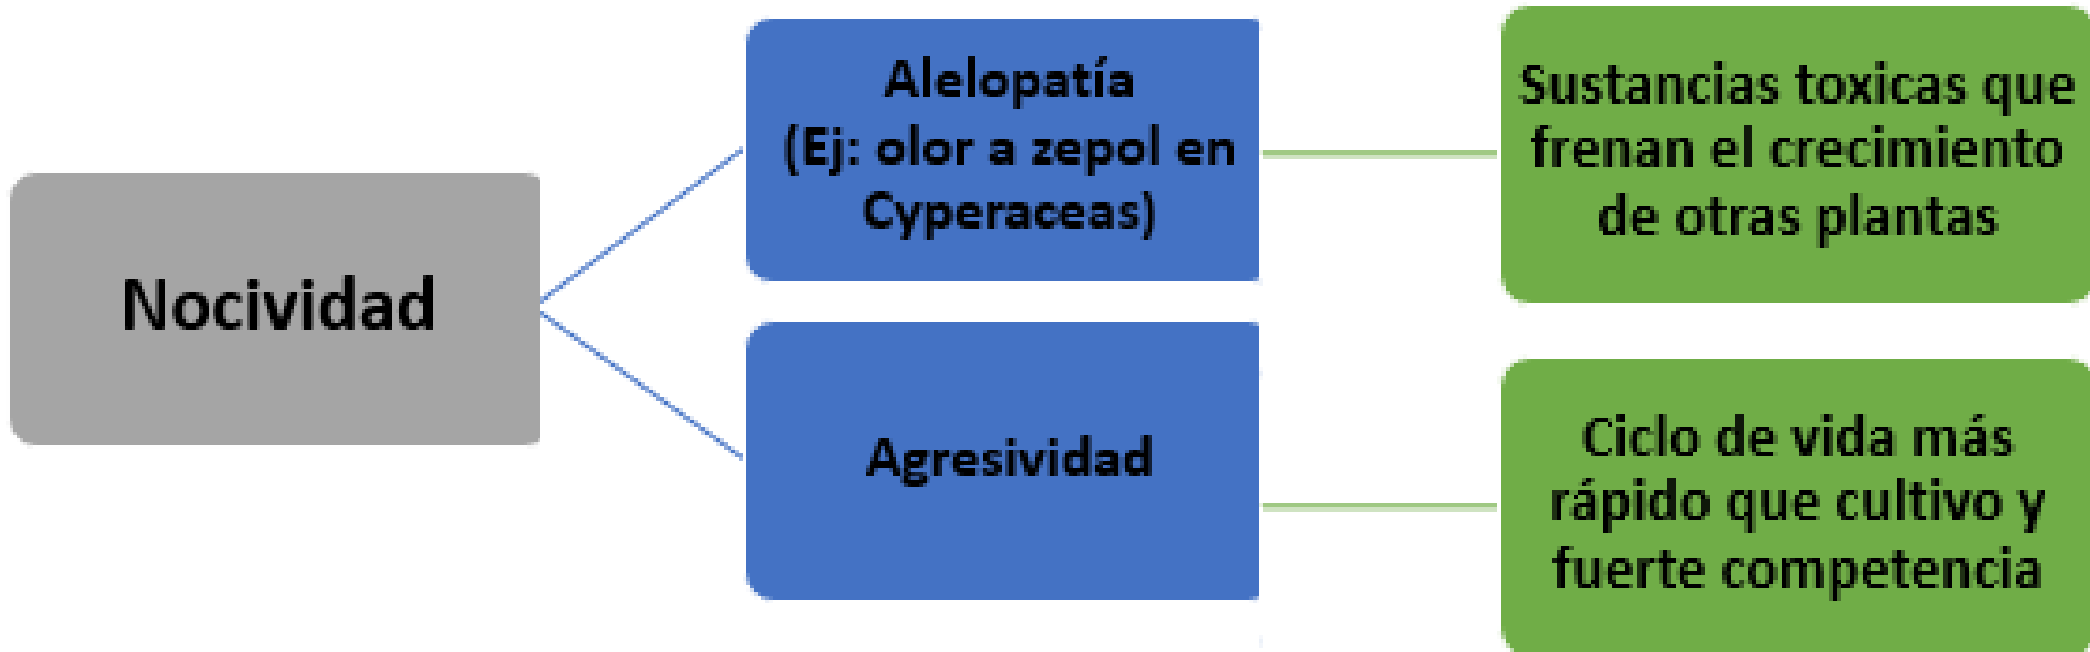 Nocividad
Alelopatía
(Ej: olor a zepol en
Cyperaceas)
Sustancias toxicas que
frenan el crecimiento
de otras plantas
Agresividad
Ciclo de vida más
rápido que cultivo y
fuerte competencia